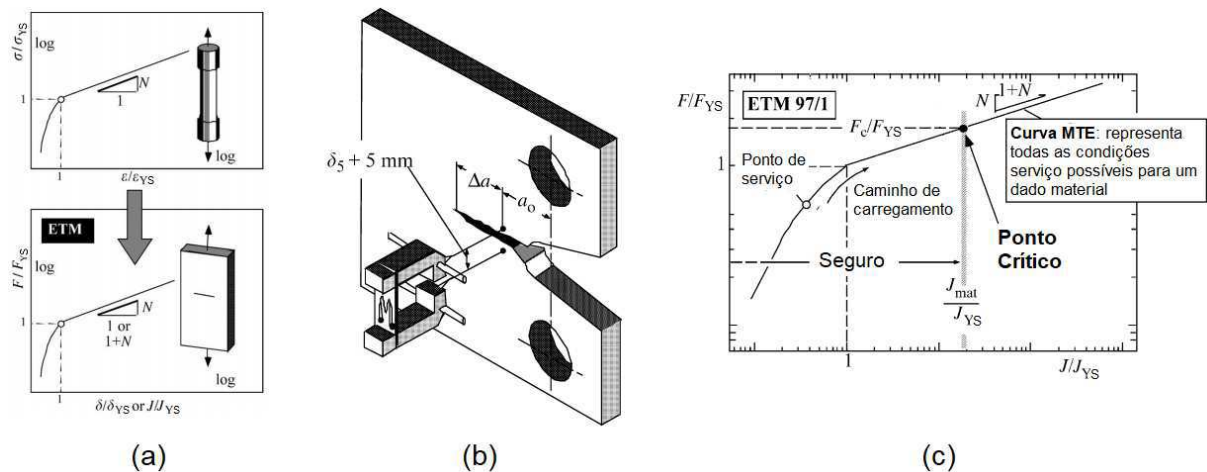 σ/σYS
log
1
N
1
log
1
ε/εYS
ETM
F/FYS
log
1
N
1 or
1+N
log
1
δ/δYS or J/JYS
(a)
δ5 + 5 mm
Δa
ao
(b)
F/FYS
ETM 97/1
Fc/FYS
N
1+N
Curva MTE: representa
todas as condições
serviço possíveis para um
dado material
1
Ponto de
serviço
Caminho de
carregamento
Ponto
Crítico
Seguro
Jmat
JYS
1
J/JYS
(c)